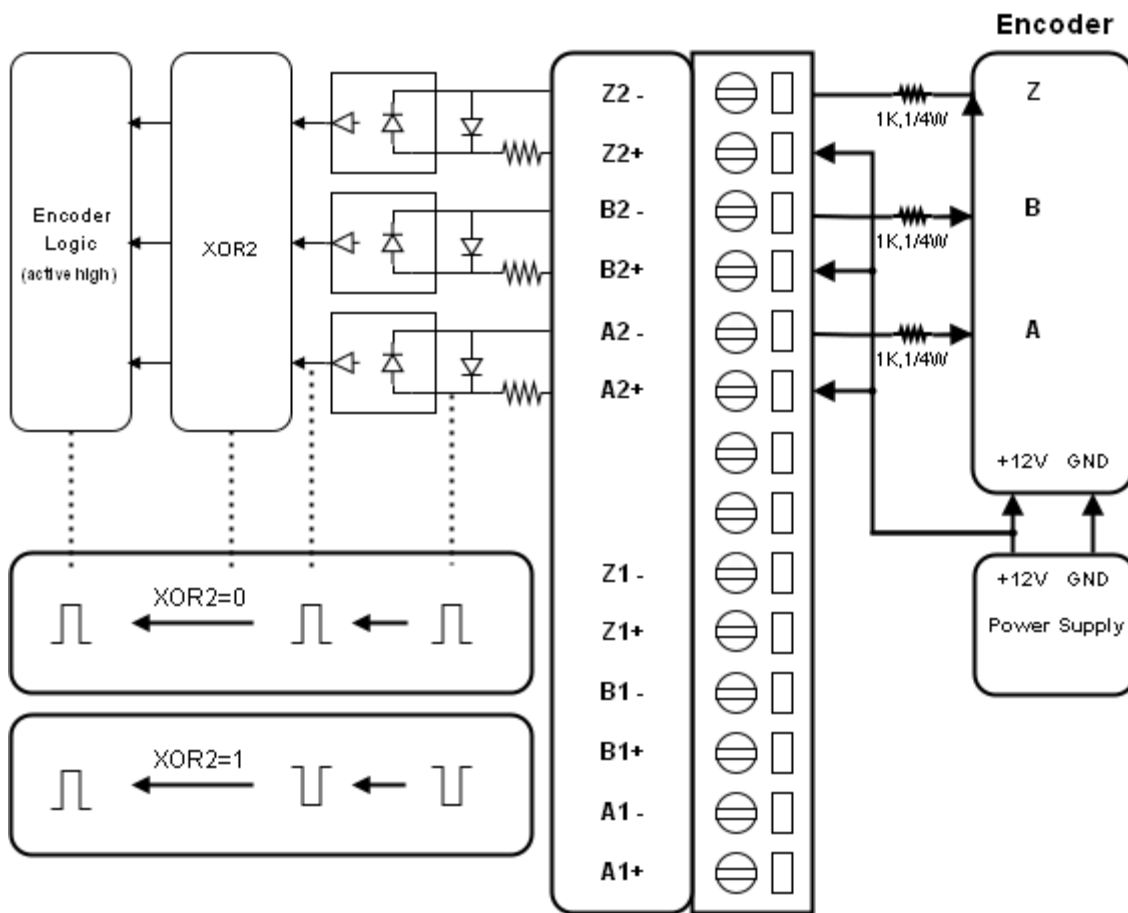 Encoder
Z2 -
Z
1K,1/4W
Z2+
Encoder
Logic
(active high )
XOR2
B2 -
B
1K,1/4W
B2+
A2 -
A
1K,1/4W
A2+
+12V GND
Z1 -
+12V GND
XOR2=0
Z1+
Power Supply
B1 -
XOR2=1
B1+
A1 -
A1+